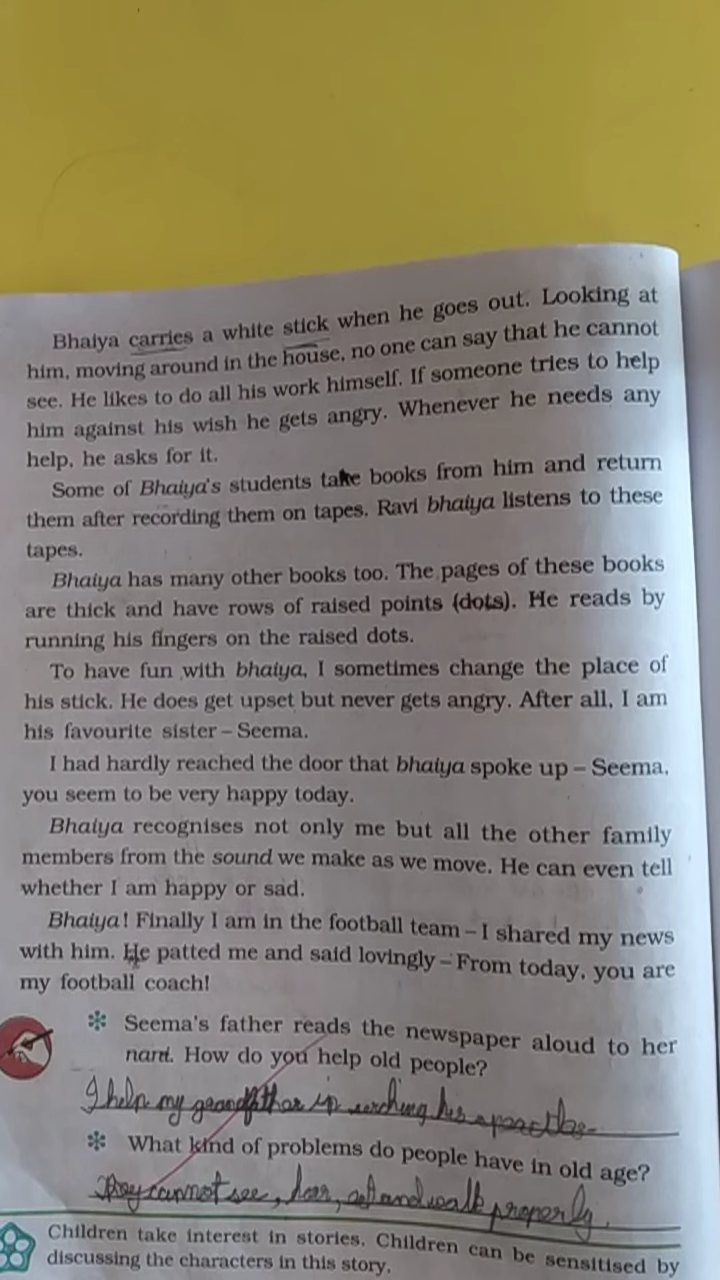 Bhaiya carries a white stick when he goes out. Looking at
him, moving around in the house, no one can say that he cannot
see. He likes to do all his work himself. If someone tries to help
him against his wish he gets angry. Whenever he needs any
help, he asks for it.
Some of Bhaiya's students take books from him and return
them after recording them on tapes. Ravi bhaiya listens to these
tapes.
Bhaiya has many other books too. The pages of these books
are thick and have rows of raised points (dots). He reads by
running his fingers on the raised dots.
To have fun with bhaiya, I sometimes change the place of
his stick. He does get upset but never gets angry. After all, I am
his favourite sister – Seema.
I had hardly reached the door that bhaiya spoke up – Seema,
you seem to be very happy today.
Bhaiya recognises not only me but all the other family
members from the sound we make as we move. He can even tell
whether I am happy or sad.
Bhaiya! Finally I am in the football team – I shared my news
with him. He patted me and said lovingly – From today, you are
my football coach!
* Seema's father reads the newspaper aloud to her
nani. How do you help old people?
I help my grandfather in his
* What kind of problems do people have in old age?
They cannot see, and walk properly.
Children take interest in stories. Children can be sensitised by
discussing the characters in this story.